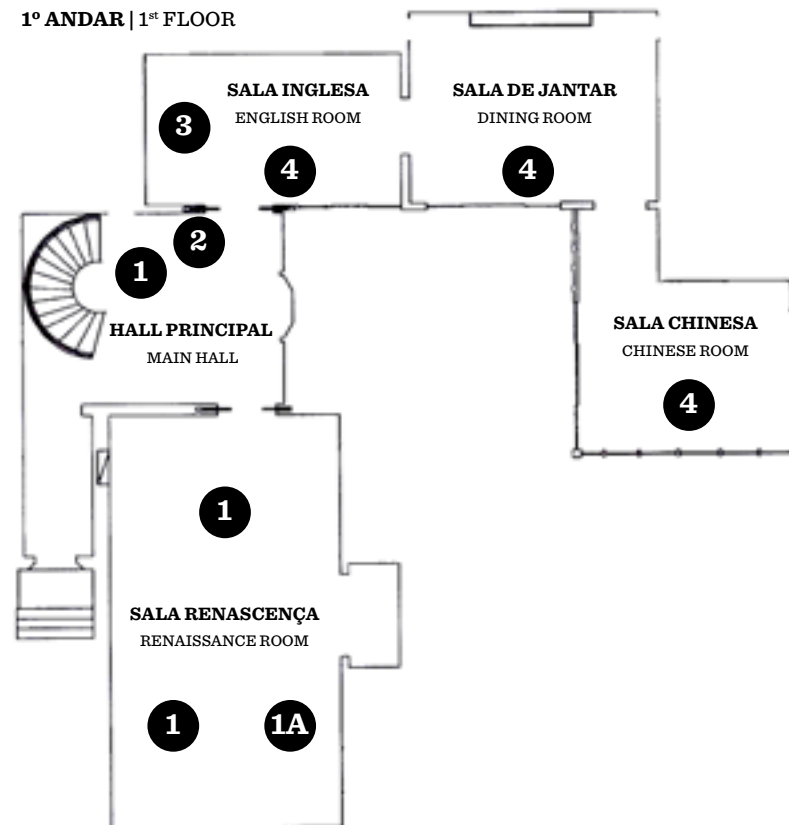 1º ANDAR | 1st FLOOR
SALA INGLESA
ENGLISH ROOM
SALA DE JANTAR
DINING ROOM
3
4
4
2
1
HALL PRINCIPAL
MAIN HALL
SALA CHINESA
CHINESE ROOM
4
1
SALA RENASCENÇA
RENAISSANCE ROOM
1
1A